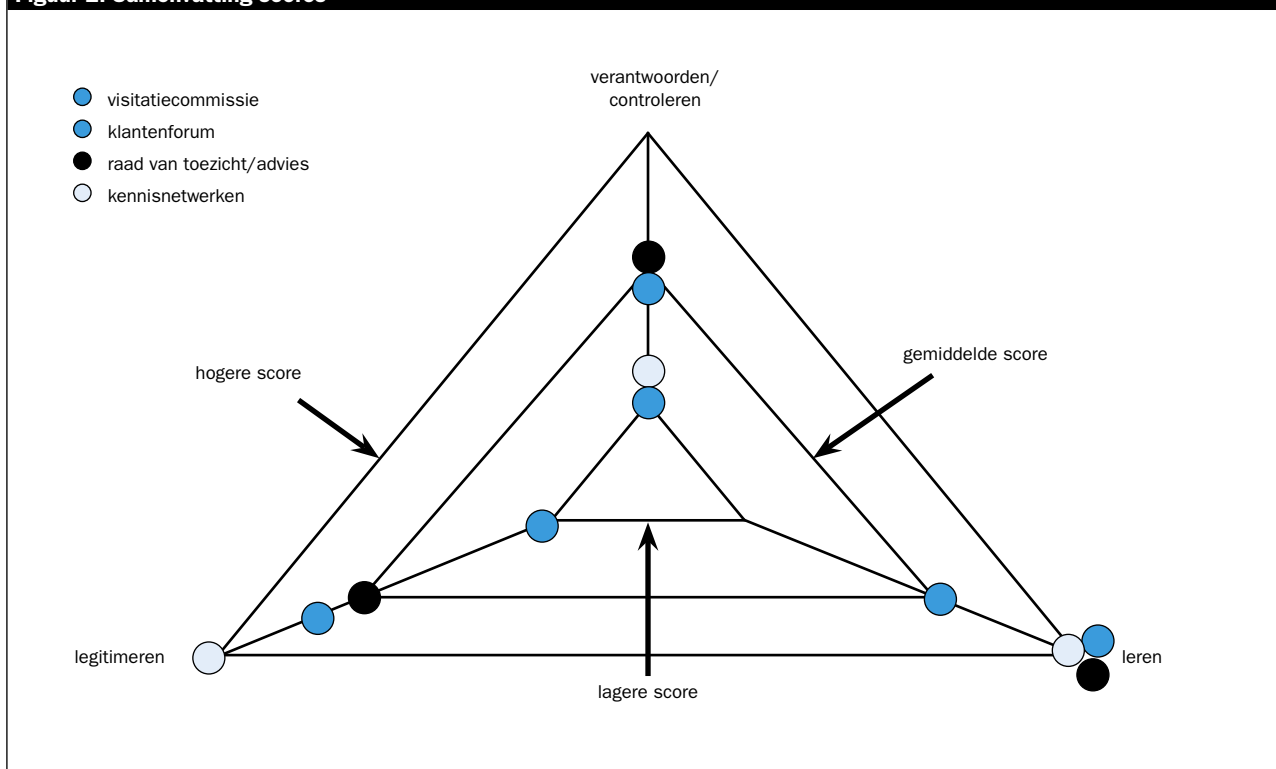 visitatiecommissie
klantenforum
raad van toezicht/advies
kennisnetwerken
verantwoorden/
controleren
hogere score
gemiddelde score
legitimeren
leren
lagere score